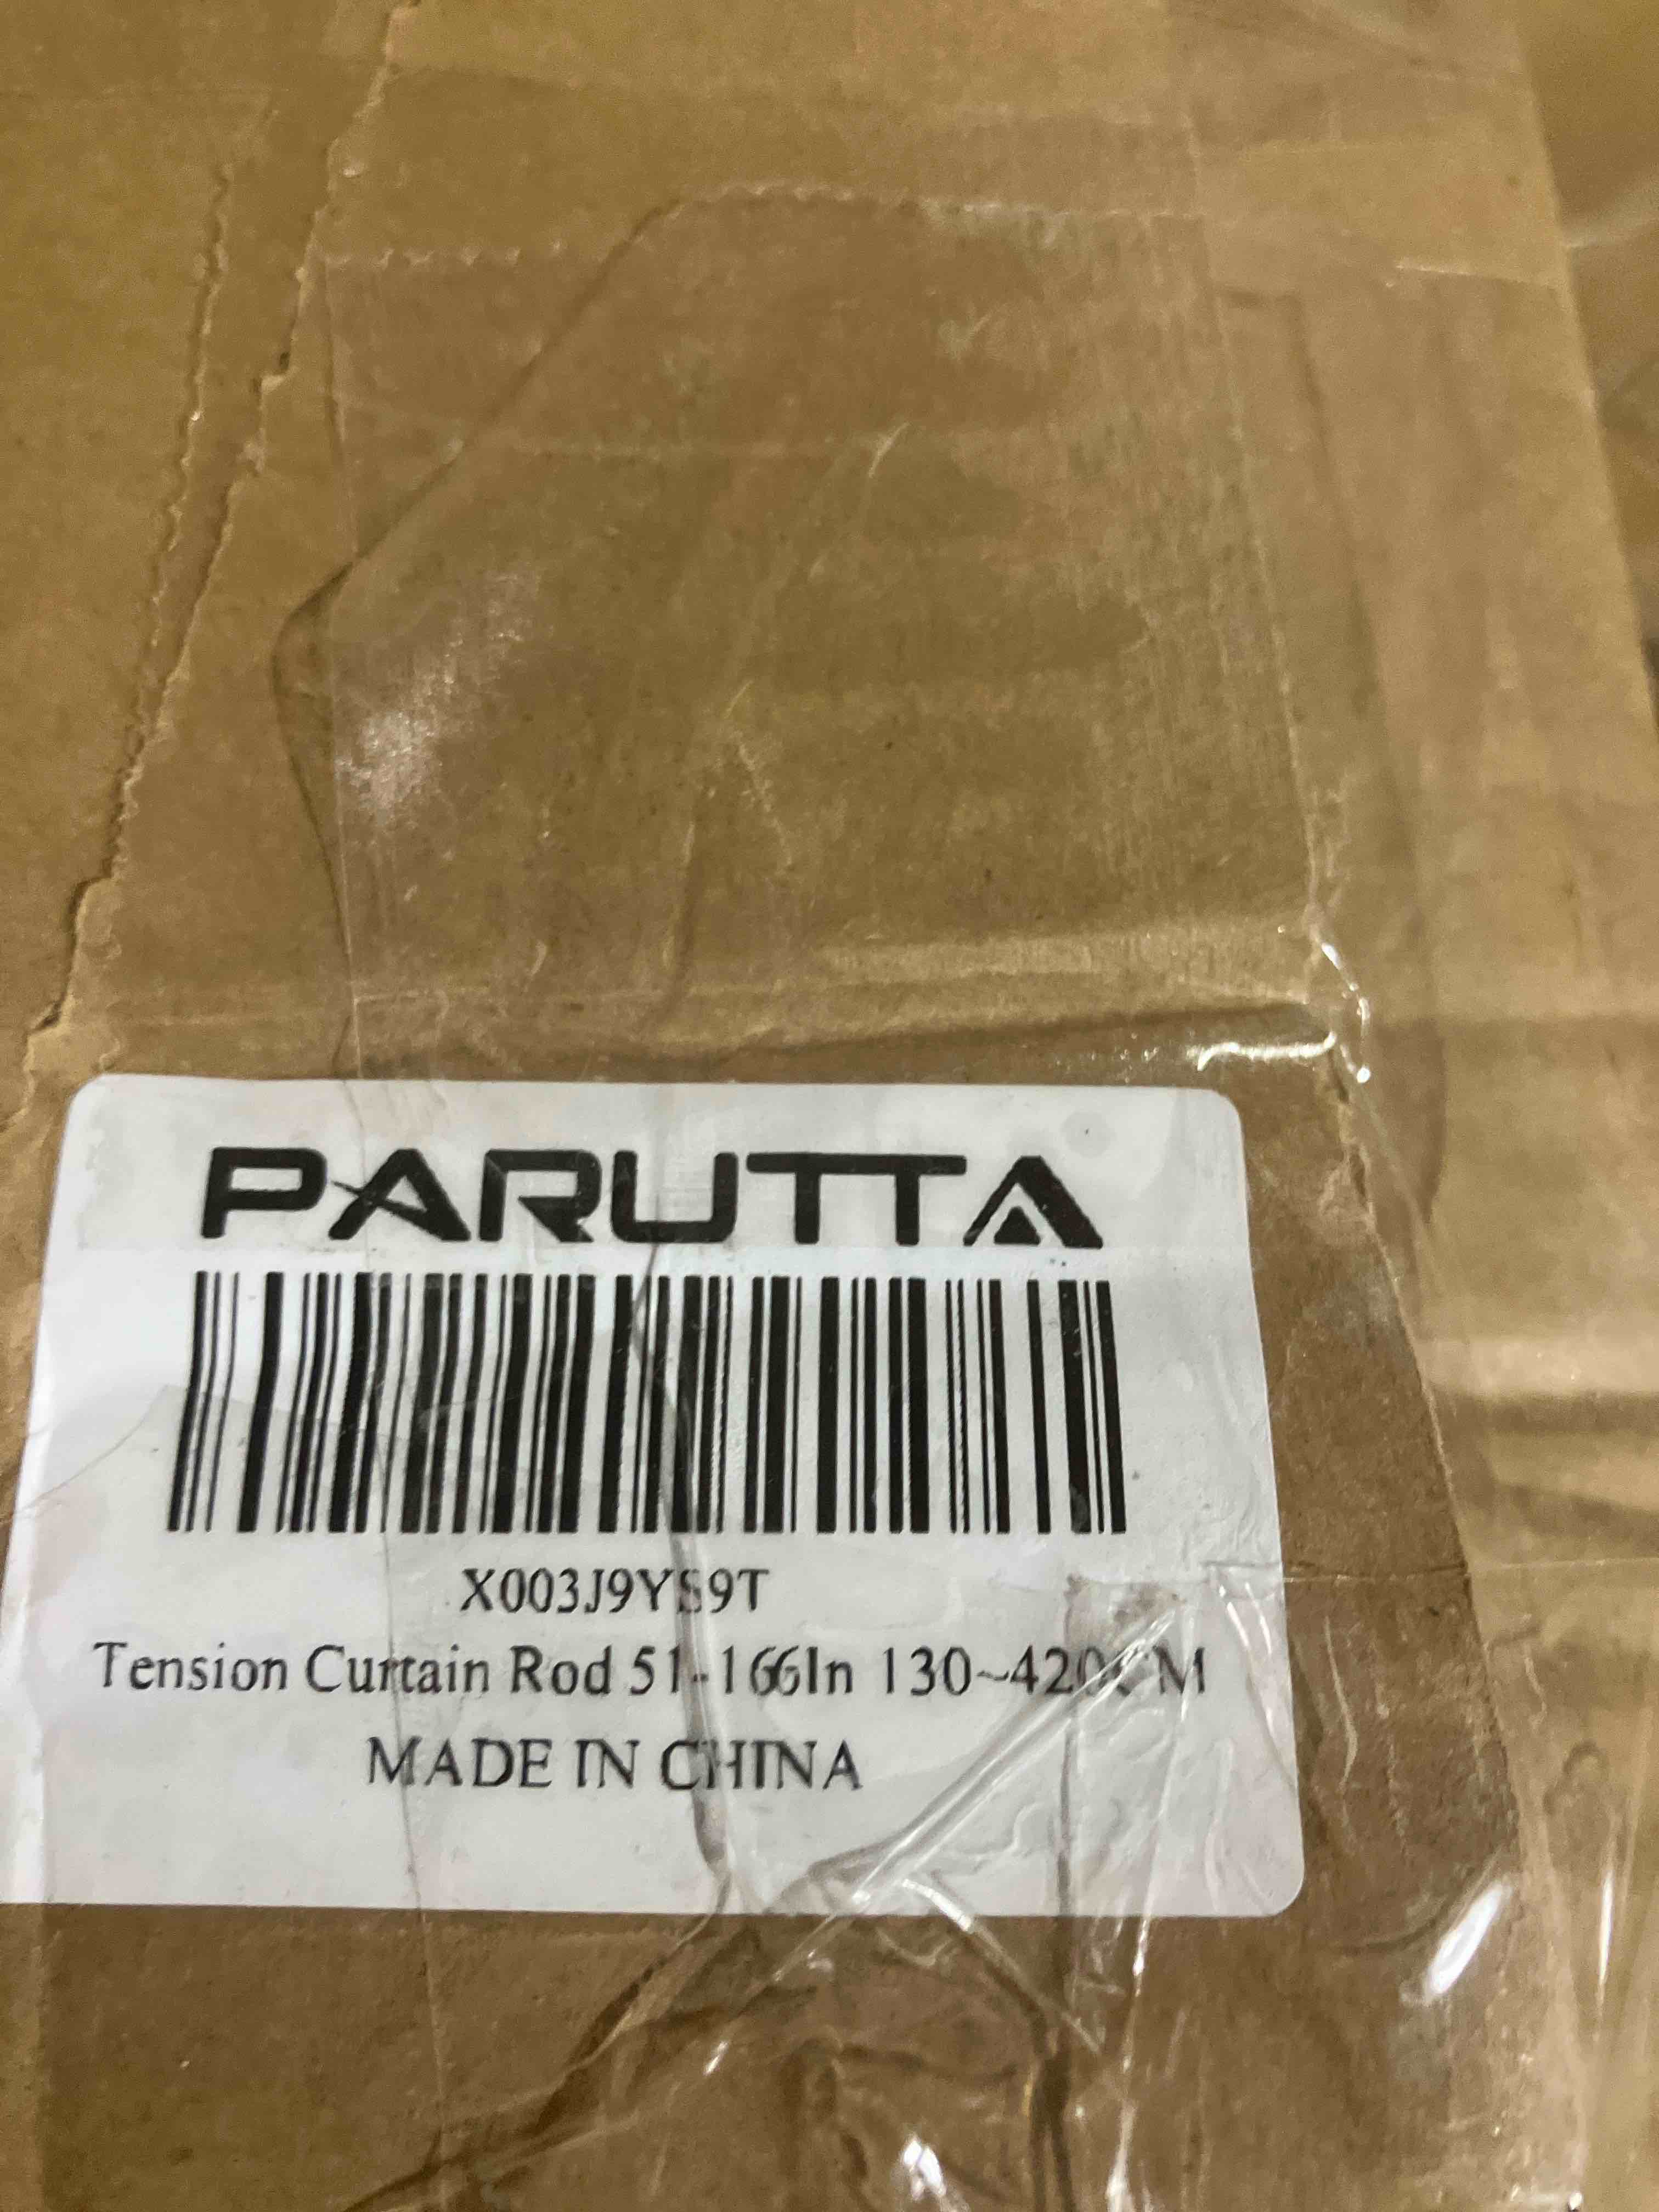 PARUTTA
X003J9YS9T
Tension Curtain Rod 51-166In 130~420CM
MADE IN CHINA